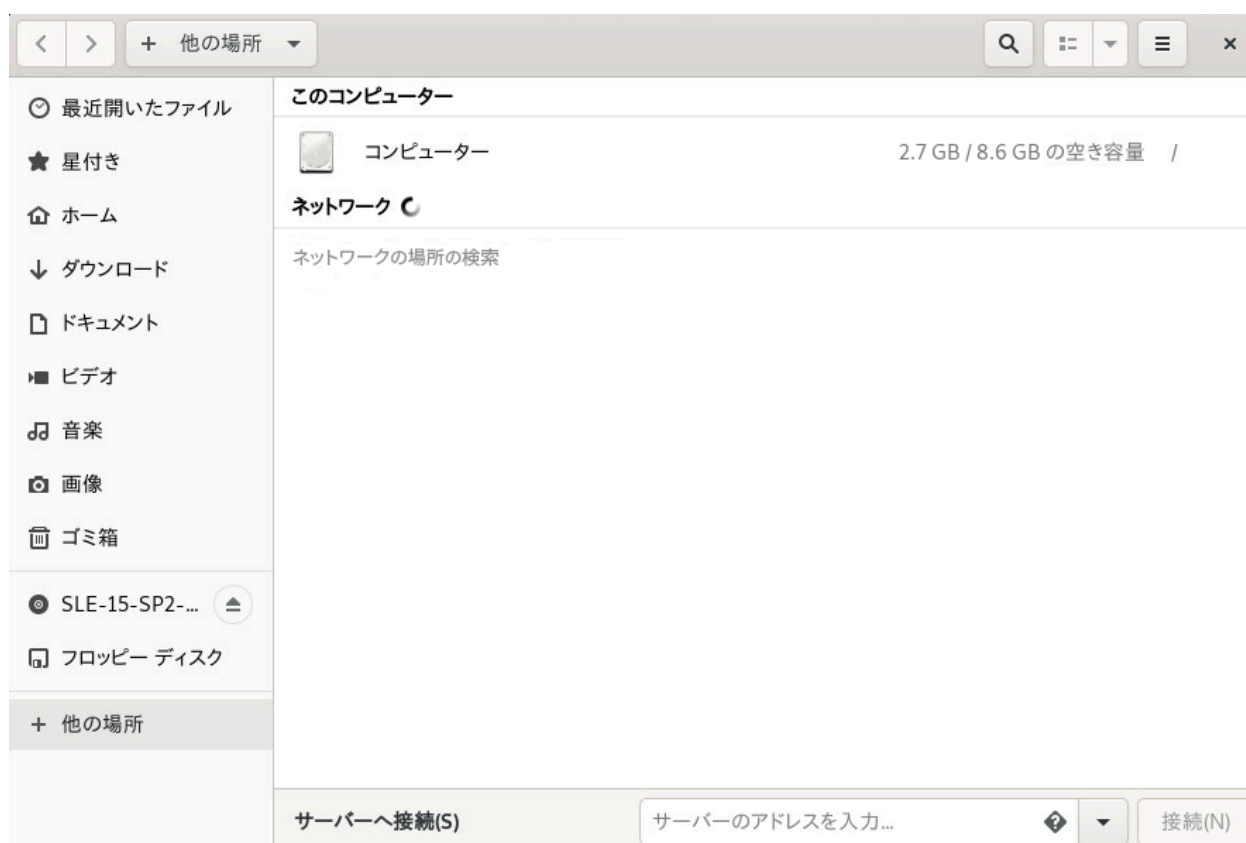 他の場所
最近開いたファイル
星付き
ホーム
ダウンロード
ドキュメント
ビデオ
音楽
画像
ゴミ箱
SLE-15-SP2-...
フロッピー ディスク
他の場所
このコンピューター
コンピューター 2.7 GB / 8.6 GB の空き容量 /
ネットワーク
ネットワークの場所の検索
サーバーへ接続(S) サーバーのアドレスを入力... 接続(N)